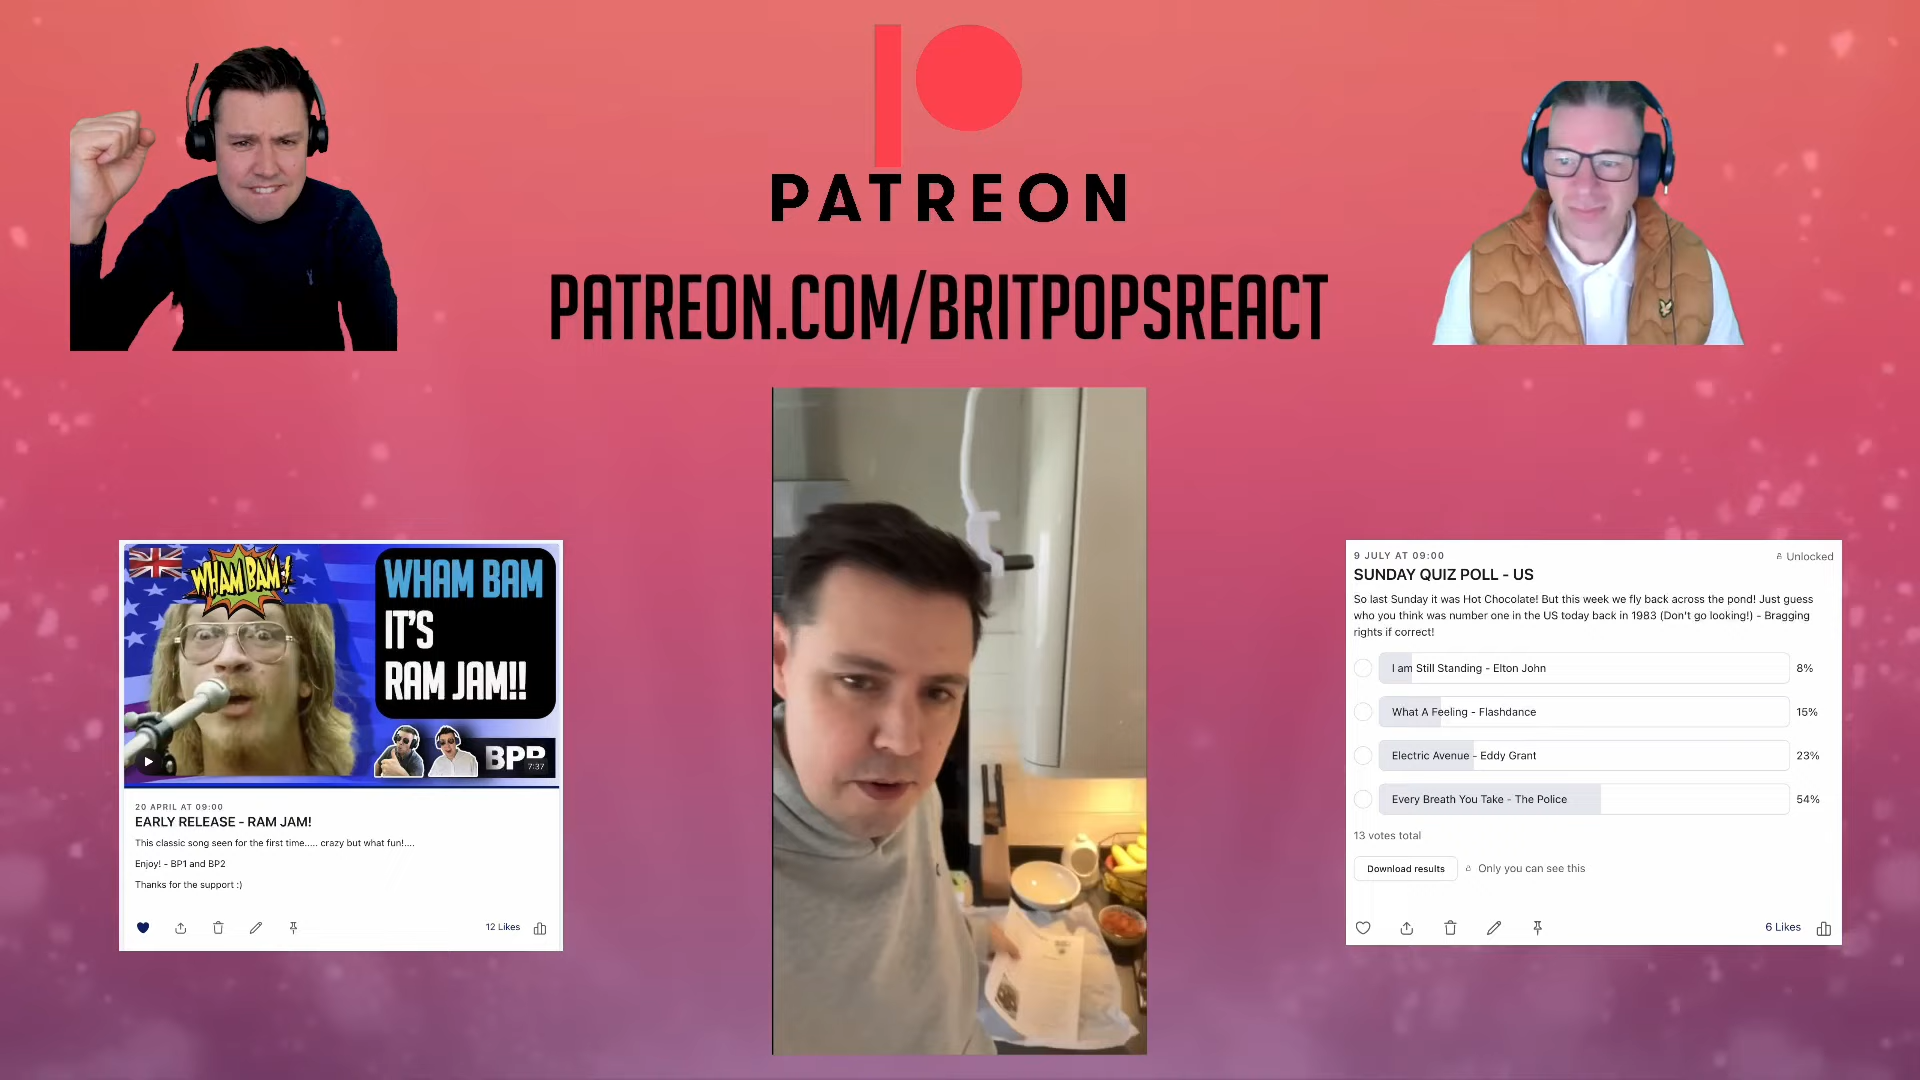 PATREON
PATREON.COM/BRITPOPSREACT
WHAM BAM!
WHAM BAM
IT'S
RAM JAM!!
BPR
7:37
20 APRIL AT 09:00
EARLY RELEASE - RAM JAM!
This classic song seen for the first time..... crazy but what fun!....
Enjoy! - BP1 and BP2
Thanks for the support :)
12 Likes
9 JULY AT 09:00
Unlocked
SUNDAY QUIZ POLL - US
So last Sunday it was Hot Chocolate! But this week we fly back across the pond! Just guess
who you think was number one in the US today back in 1983 (Don't go looking!) - Bragging
rights if correct!
I am Still Standing - Elton John 8%
What A Feeling - Flashdance 15%
Electric Avenue - Eddy Grant 23%
Every Breath You Take - The Police 54%
13 votes total
Download results
Only you can see this
6 Likes